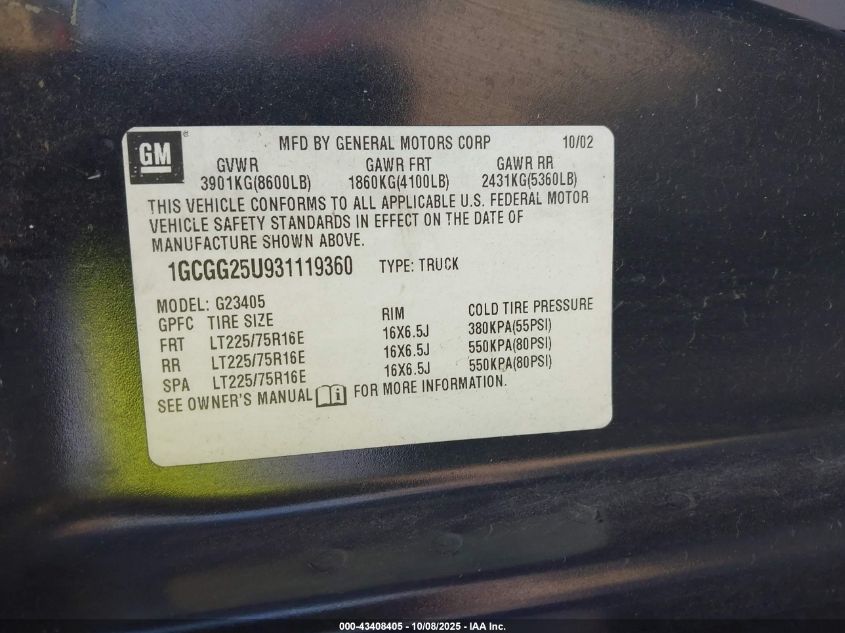 GM ®
MFD BY GENERAL MOTORS CORP 10/02
GVWR GAWR FRT GAWR RR
3901KG(8600LB) 1860KG(4100LB) 2431KG(5360LB)
THIS VEHICLE CONFORMS TO ALL APPLICABLE U.S. FEDERAL MOTOR
VEHICLE SAFETY STANDARDS IN EFFECT ON THE DATE OF
MANUFACTURE SHOWN ABOVE.
1GCGG25U931119360 TYPE: TRUCK
MODEL: G23405
GPFC TIRE SIZE RIM COLD TIRE PRESSURE
FRT LT225/75R16E 16X6.5J 380KPA(55PSI)
RR LT225/75R16E 16X6.5J 550KPA(80PSI)
SPA LT225/75R16E 16X6.5J 550KPA(80PSI)
SEE OWNER'S MANUAL i FOR MORE INFORMATION.
000-43408405 - 10/08/2025 - IAA Inc.